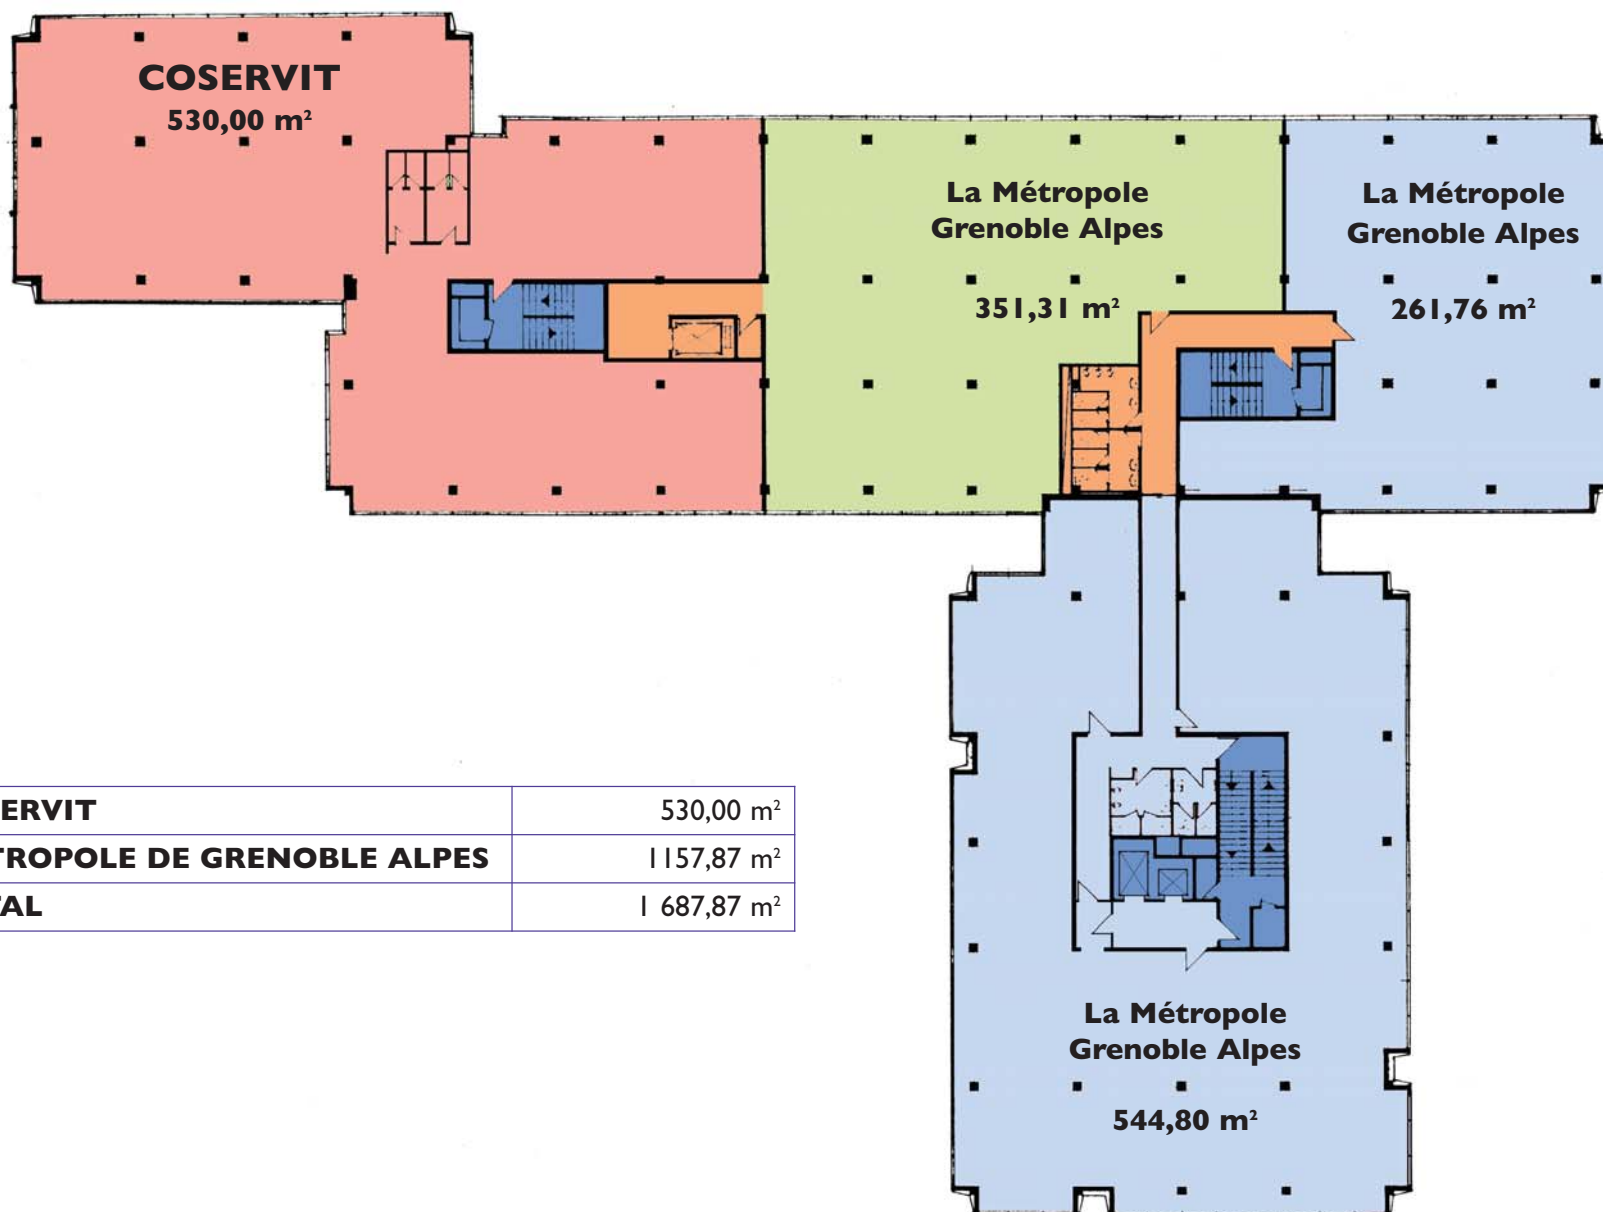 COSERVIT
530,00 m²
La Métropole
Grenoble Alpes
351,31 m²
La Métropole
Grenoble Alpes
261,76 m²
La Métropole
Grenoble Alpes
544,80 m²
ERVIT 530,00 m²
TROPOLE DE GRENOBLE ALPES 1157,87 m²
TAL 1 687,87 m²